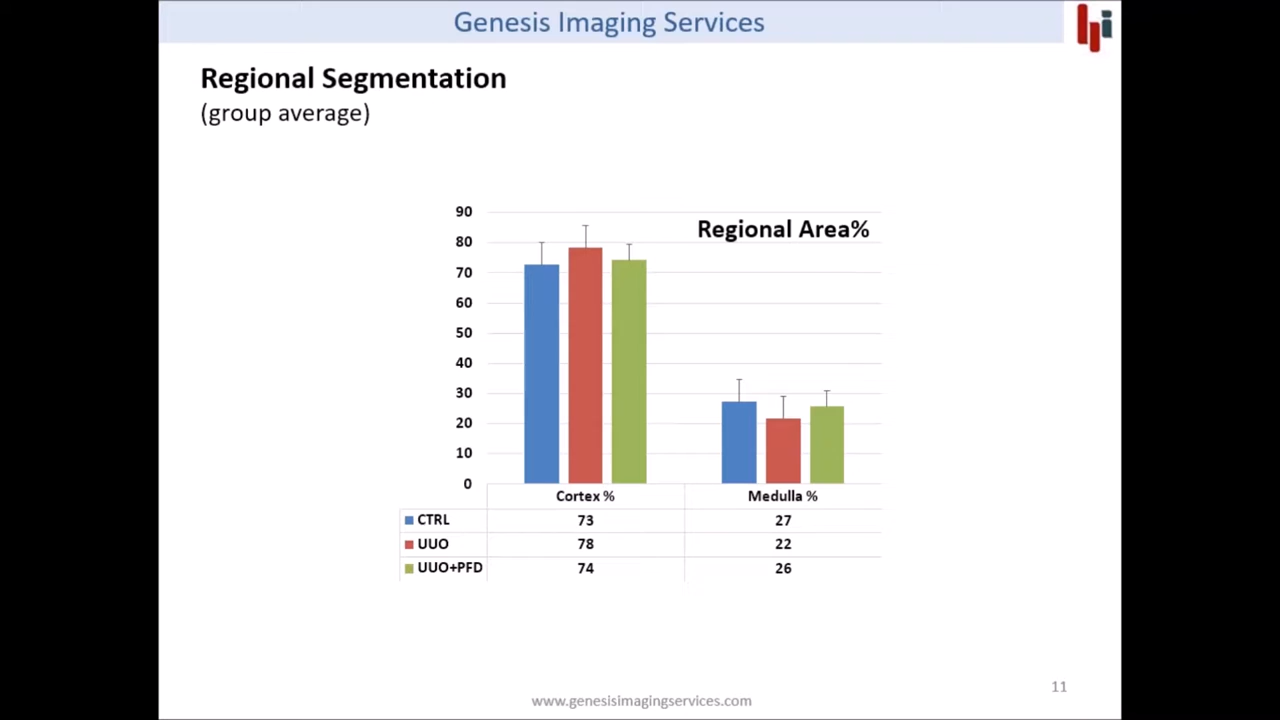 Genesis Imaging Services
Regional Segmentation
(group average)
Regional Area%
90
80
70
60
50
40
30
20
10
0
Cortex % Medulla %
CTRL 73 27
UUO 78 22
UUO+PFD 74 26
www.genesisimagingservices.com
11